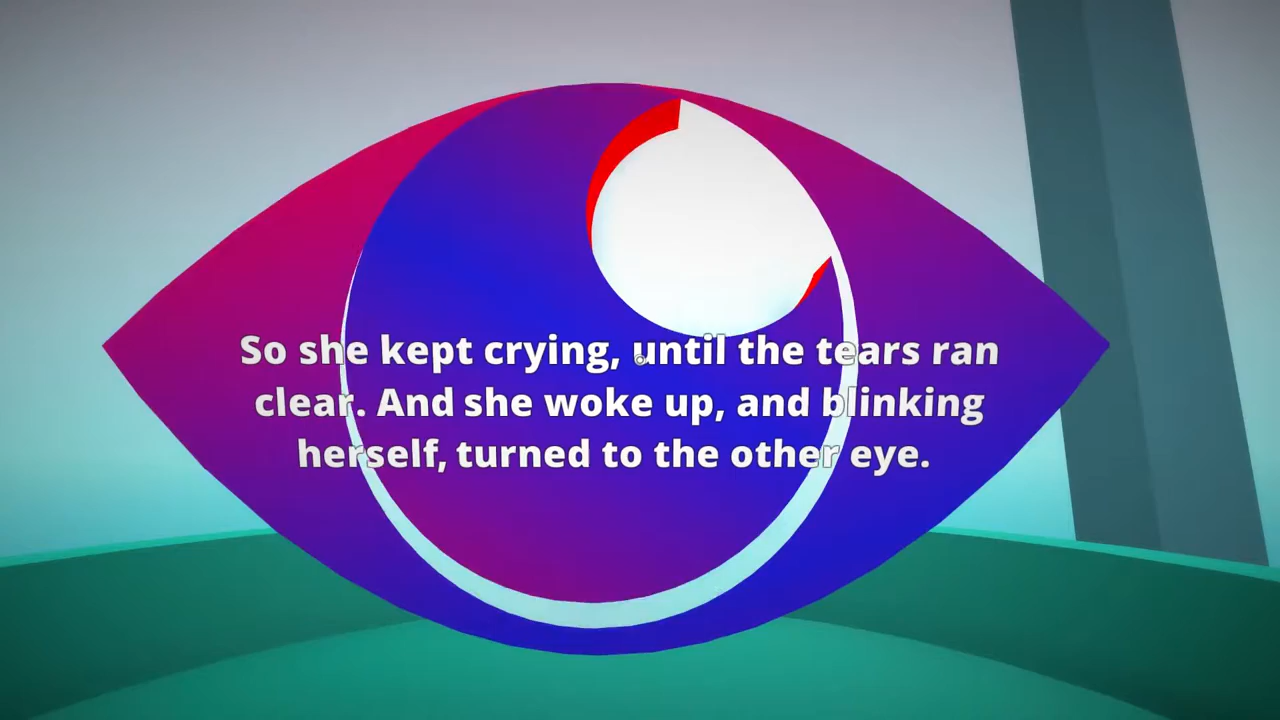 So she kept crying, until the tears ran
clear. And she woke up, and blinking
herself, turned to the other eye.